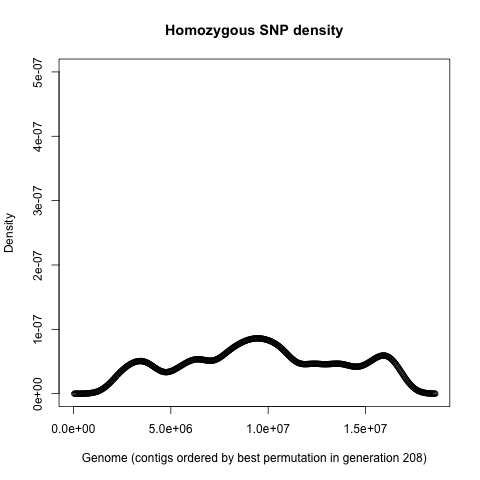 Homozygous SNP density
Density
5e-07
4e-07
3e-07
2e-07
1e-07
0e+00
0.0e+00 5.0e+06 1.0e+07 1.5e+07
Genome (contigs ordered by best permutation in generation 208)